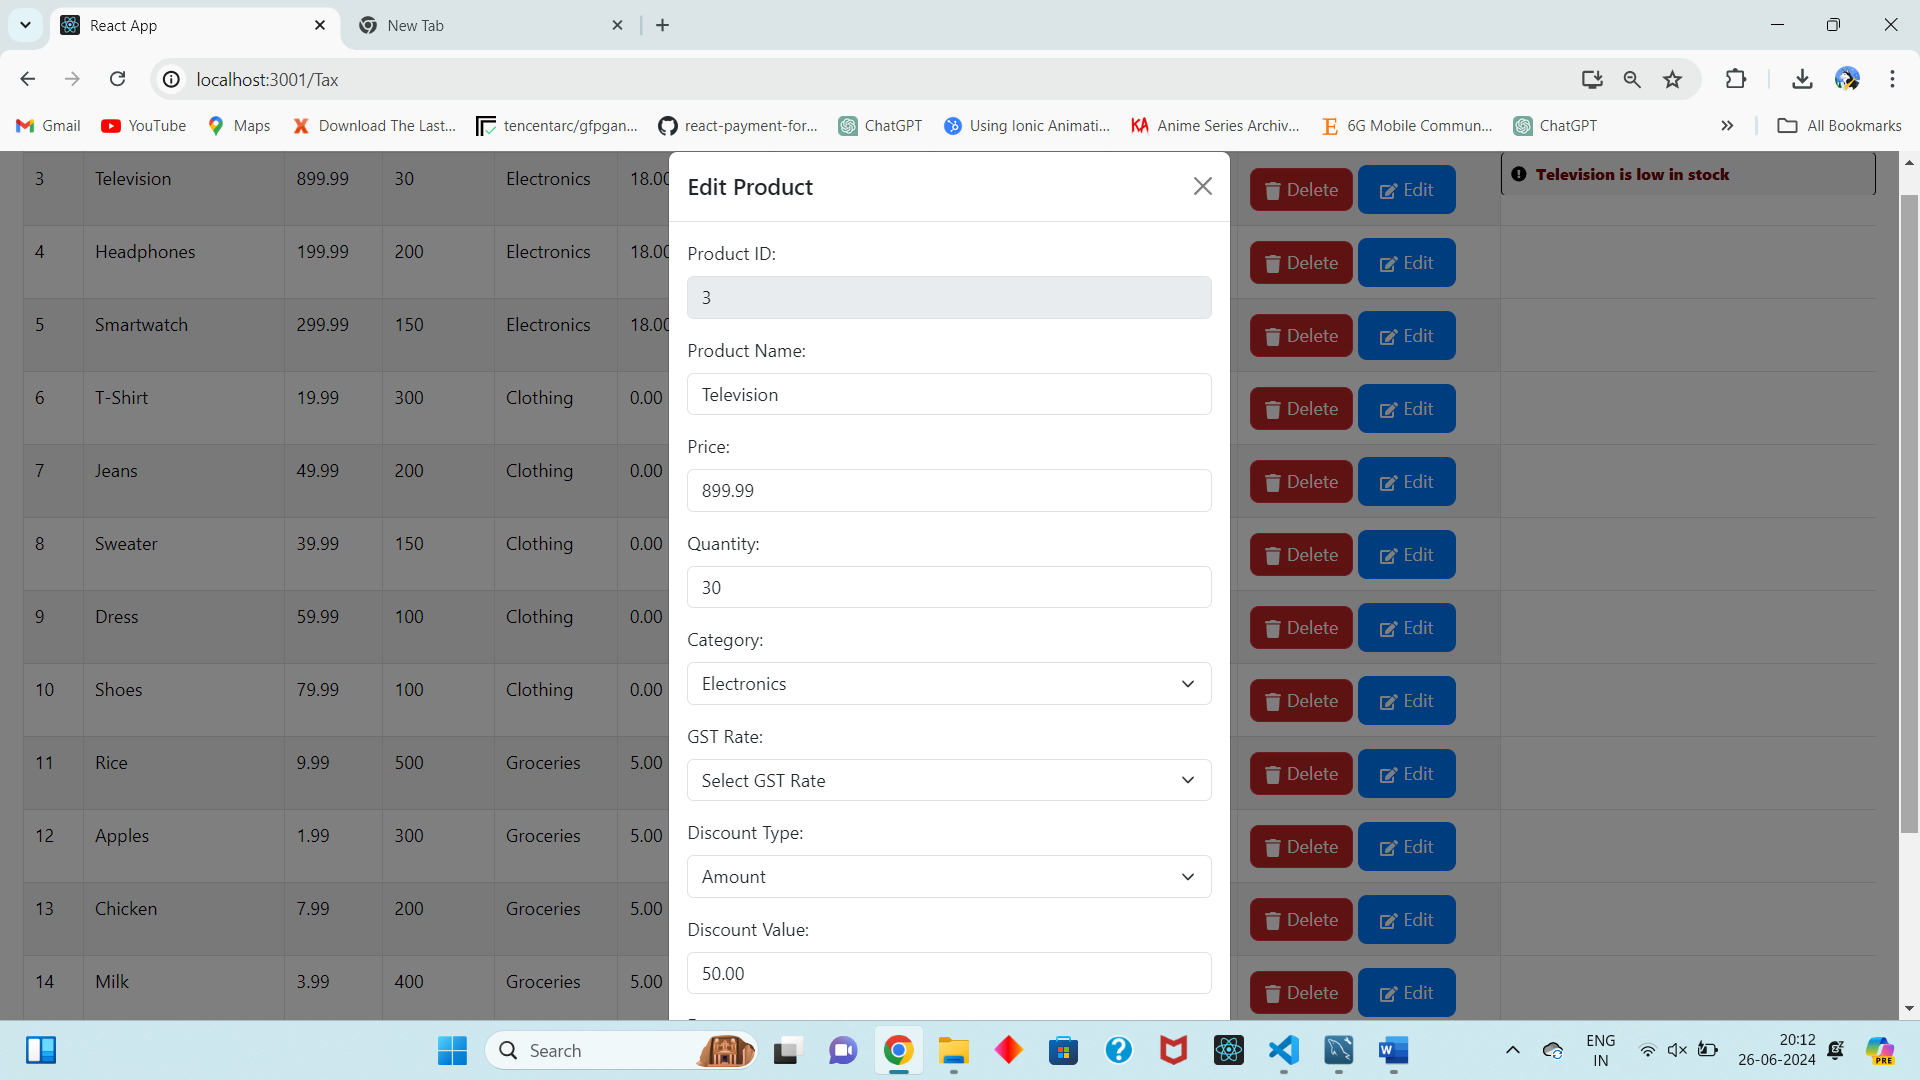 React App
New Tab
localhost:3001/Tax
Gmail YouTube Maps Download The Last... tencentarc/gfpgan... react-payment-for... ChatGPT Using Ionic Animati... Anime Series Archiv... 6G Mobile Commun... ChatGPT All Bookmarks
3 Television 899.99 30 Electronics 18.00 Delete Edit Television is low in stock
4 Headphones 199.99 200 Electronics 18.00 Delete Edit
5 Smartwatch 299.99 150 Electronics 18.00 Delete Edit
6 T-Shirt 19.99 300 Clothing 0.00 Delete Edit
7 Jeans 49.99 200 Clothing 0.00 Delete Edit
8 Sweater 39.99 150 Clothing 0.00 Delete Edit
9 Dress 59.99 100 Clothing 0.00 Delete Edit
10 Shoes 79.99 100 Clothing 0.00 Delete Edit
11 Rice 9.99 500 Groceries 5.00 Delete Edit
12 Apples 1.99 300 Groceries 5.00 Delete Edit
13 Chicken 7.99 200 Groceries 5.00 Delete Edit
14 Milk 3.99 400 Groceries 5.00 Delete Edit
Edit Product
Product ID:
3
Product Name:
Television
Price:
899.99
Quantity:
30
Category:
Electronics
GST Rate:
Select GST Rate
Discount Type:
Amount
Discount Value:
50.00
Search
ENG
IN
20:12
26-06-2024
PRE